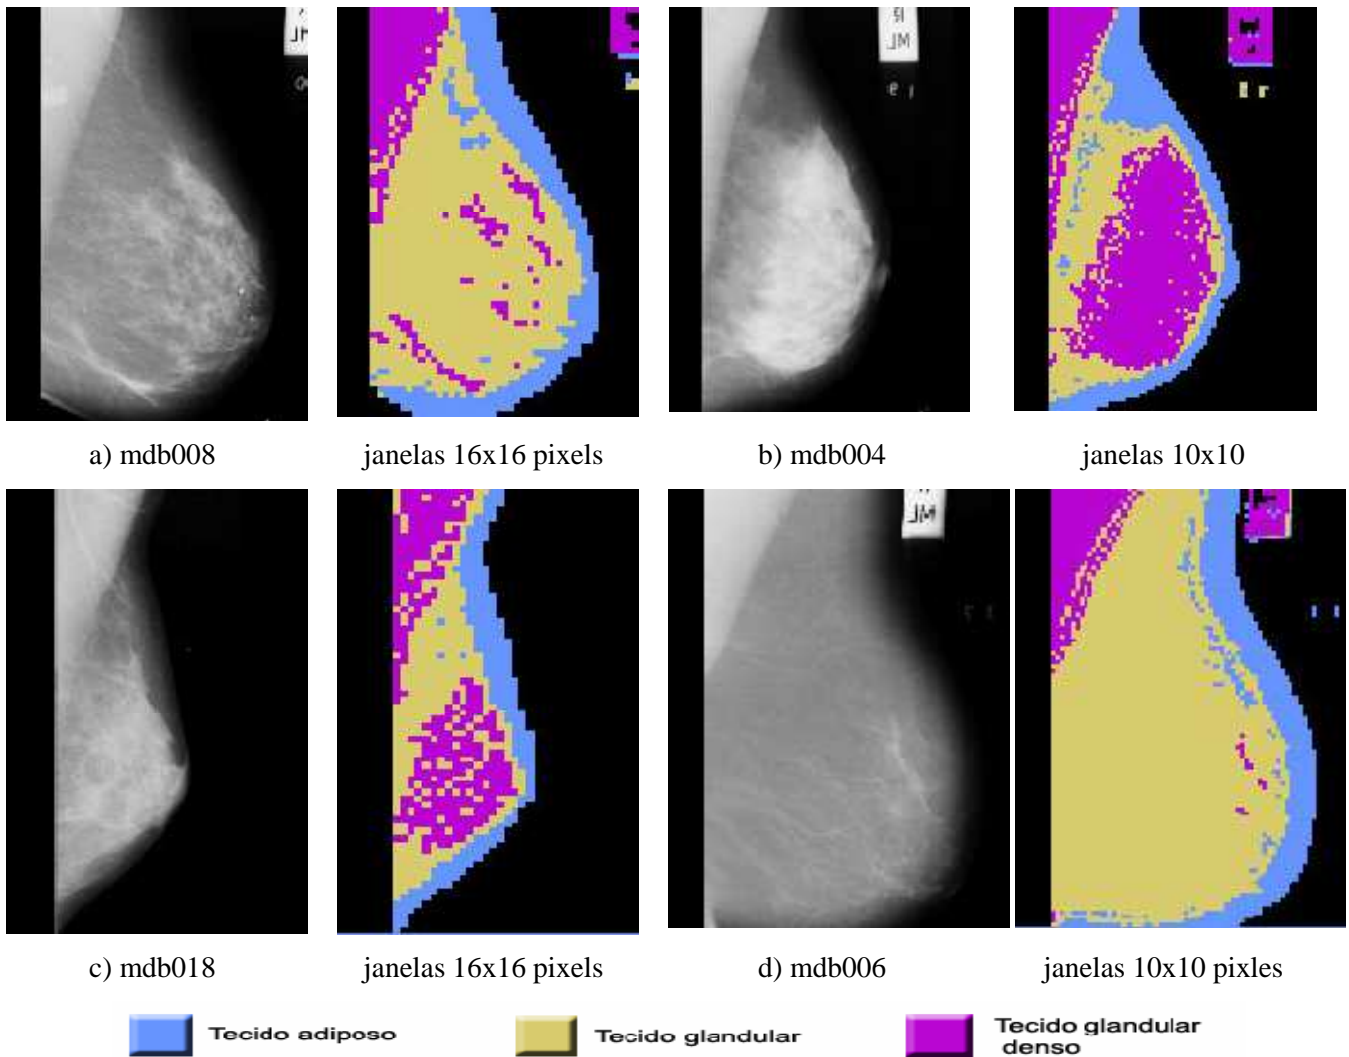 a) mdb008
janelas 16x16 pixels
b) mdb004
janelas 10x10
c) mdb018
janelas 16x16 pixels
d) mdb006
janelas 10x10 pixles
Tecido adiposo
Tecido glandular
Tecido glandular
denso